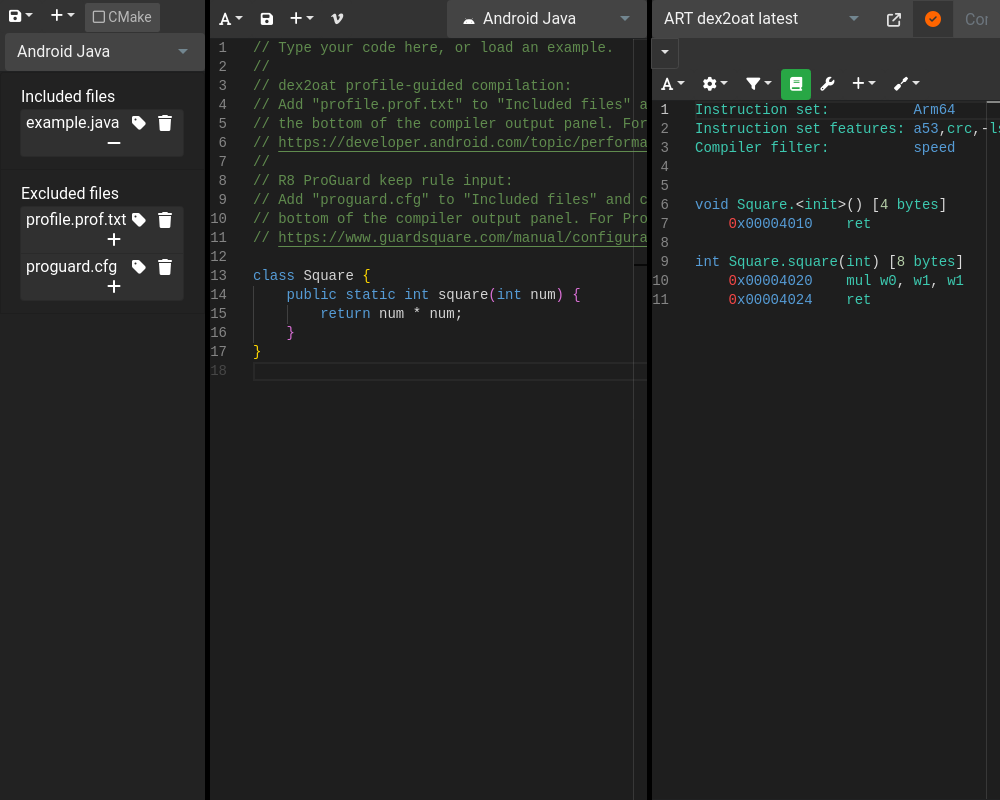 CMake
Android Java
Included files
example.java
Excluded files
profile.prof.txt
proguard.cfg
A
Android Java
1 // Type your code here, or load an example.
2 //
3 // dex2oat profile-guided compilation:
4 // Add "profile.prof.txt" to "Included files" a
5 // the bottom of the compiler output panel. For
6 // https://developer.android.com/topic/performa
7 //
8 // R8 ProGuard keep rule input:
9 // Add "proguard.cfg" to "Included files" and c
10 // bottom of the compiler output panel. For Pro
11 // https://www.guardsquare.com/manual/configura
12
13 class Square {
14 public static int square(int num) {
15 return num * num;
16 }
17 }
18
ART dex2oat latest
Cor
A
1 Instruction set: Arm64
2 Instruction set features: a53,crc,-ls
3 Compiler filter: speed
4
5
6 void Square.<init>() [4 bytes]
7 0x00004010 ret
8
9 int Square.square(int) [8 bytes]
10 0x00004020 mul w0, w1, w1
11 0x00004024 ret